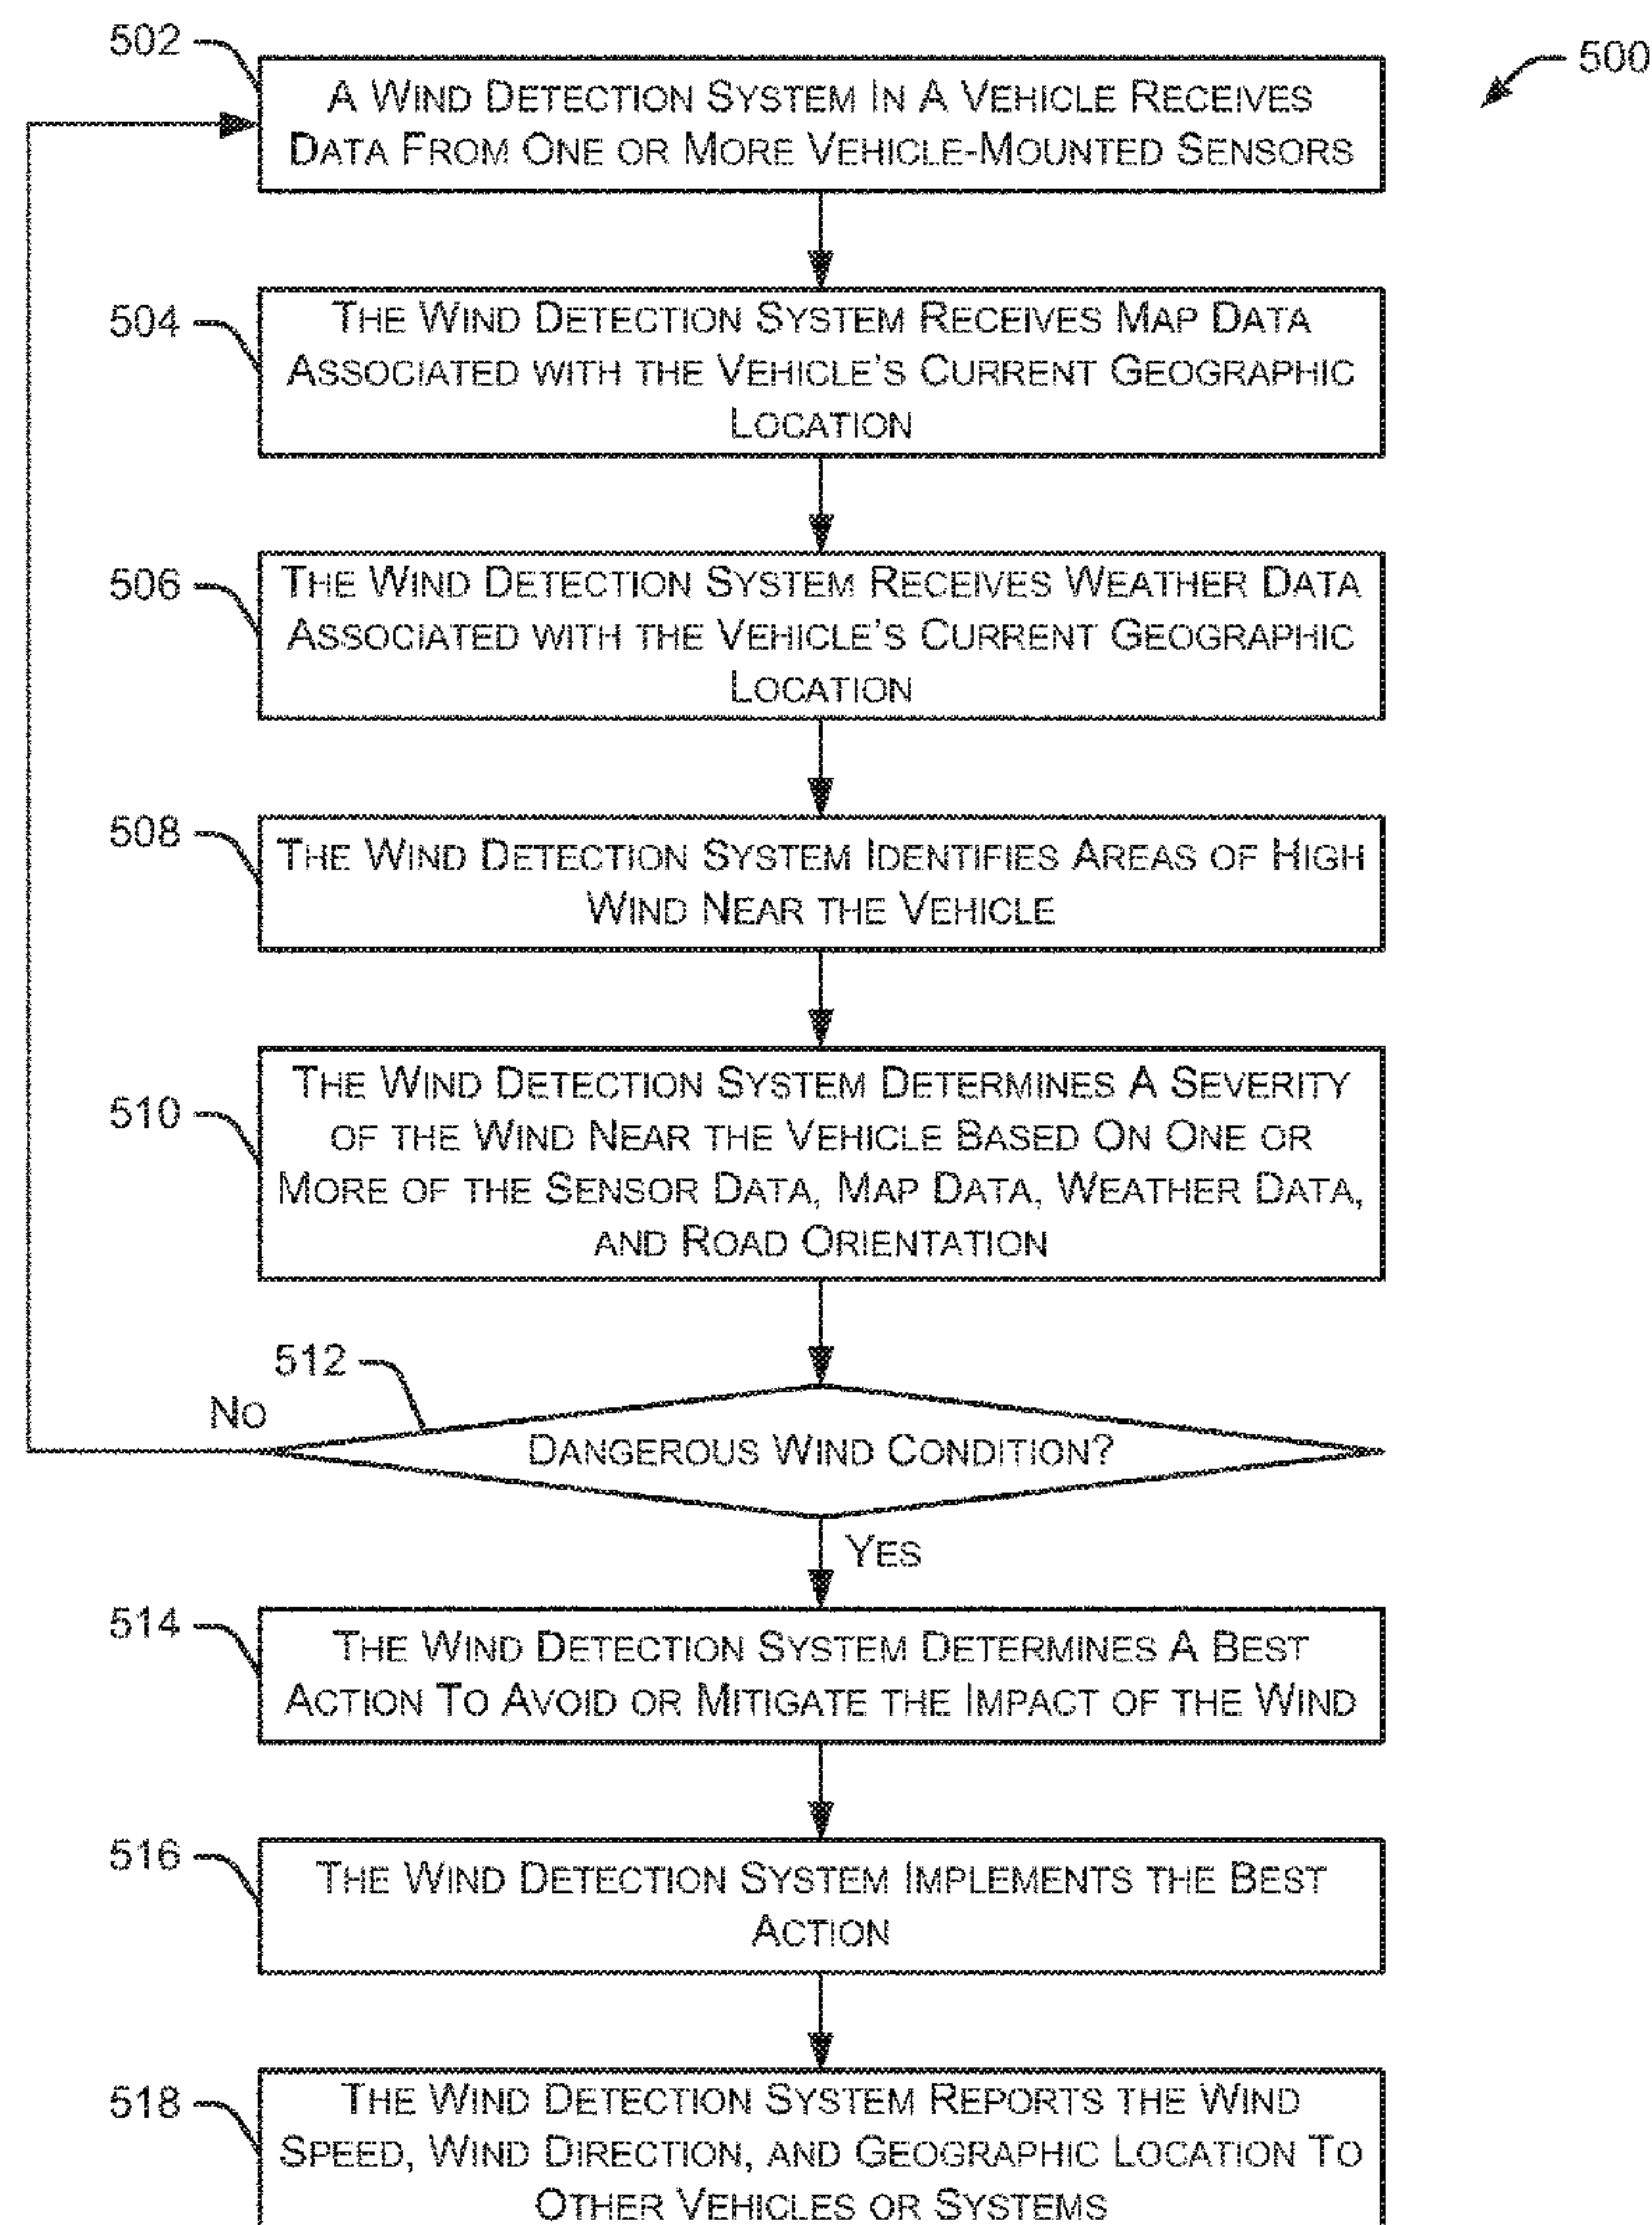 502
500
A WIND DETECTION SYSTEM IN A VEHICLE RECEIVES
DATA FROM ONE OR MORE VEHICLE-MOUNTED SENSORS
504
THE WIND DETECTION SYSTEM RECEIVES MAP DATA
ASSOCIATED WITH THE VEHICLE'S CURRENT GEOGRAPHIC
LOCATION
506
THE WIND DETECTION SYSTEM RECEIVES WEATHER DATA
ASSOCIATED WITH THE VEHICLE'S CURRENT GEOGRAPHIC
LOCATION
508
THE WIND DETECTION SYSTEM IDENTIFIES AREAS OF HIGH
WIND NEAR THE VEHICLE
510
THE WIND DETECTION SYSTEM DETERMINES A SEVERITY
OF THE WIND NEAR THE VEHICLE BASED ON ONE OR
MORE OF THE SENSOR DATA, MAP DATA, WEATHER DATA,
AND ROAD ORIENTATION
512
NO
DANGEROUS WIND CONDITION?
YES
514
THE WIND DETECTION SYSTEM DETERMINES A BEST
ACTION TO AVOID OR MITIGATE THE IMPACT OF THE WIND
516
THE WIND DETECTION SYSTEM IMPLEMENTS THE BEST
ACTION
518
THE WIND DETECTION SYSTEM REPORTS THE WIND
SPEED, WIND DIRECTION, AND GEOGRAPHIC LOCATION TO
OTHER VEHICLES OR SYSTEMS